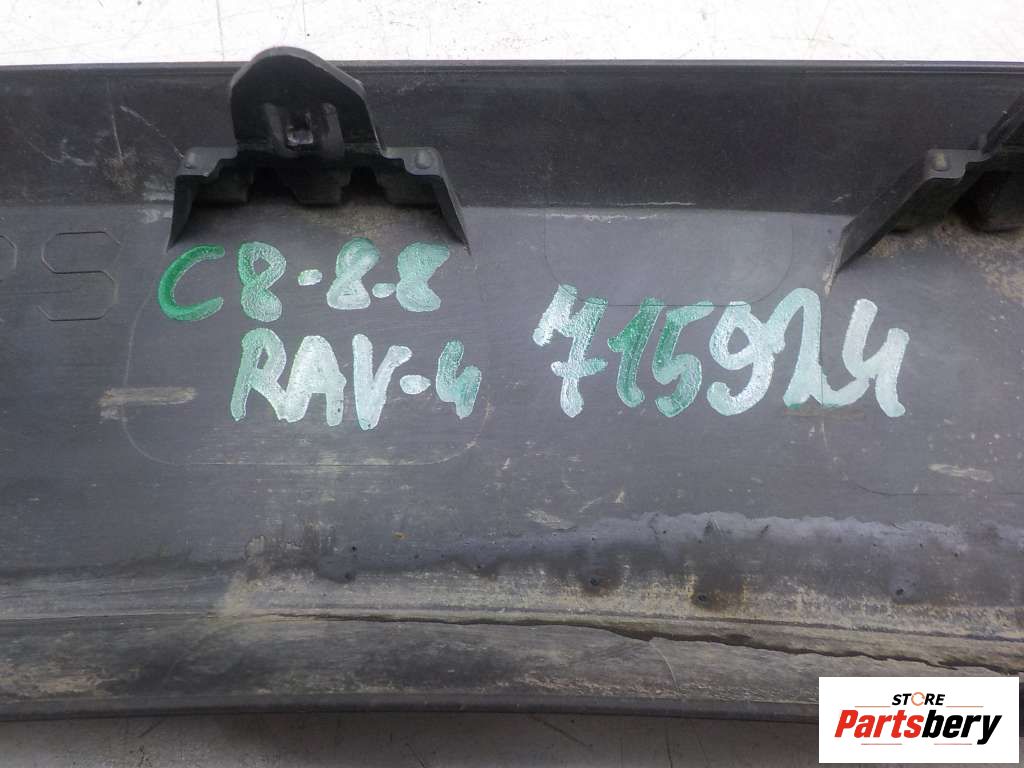 C8-8-8
RAV-4
715924
STORE
Partsbery